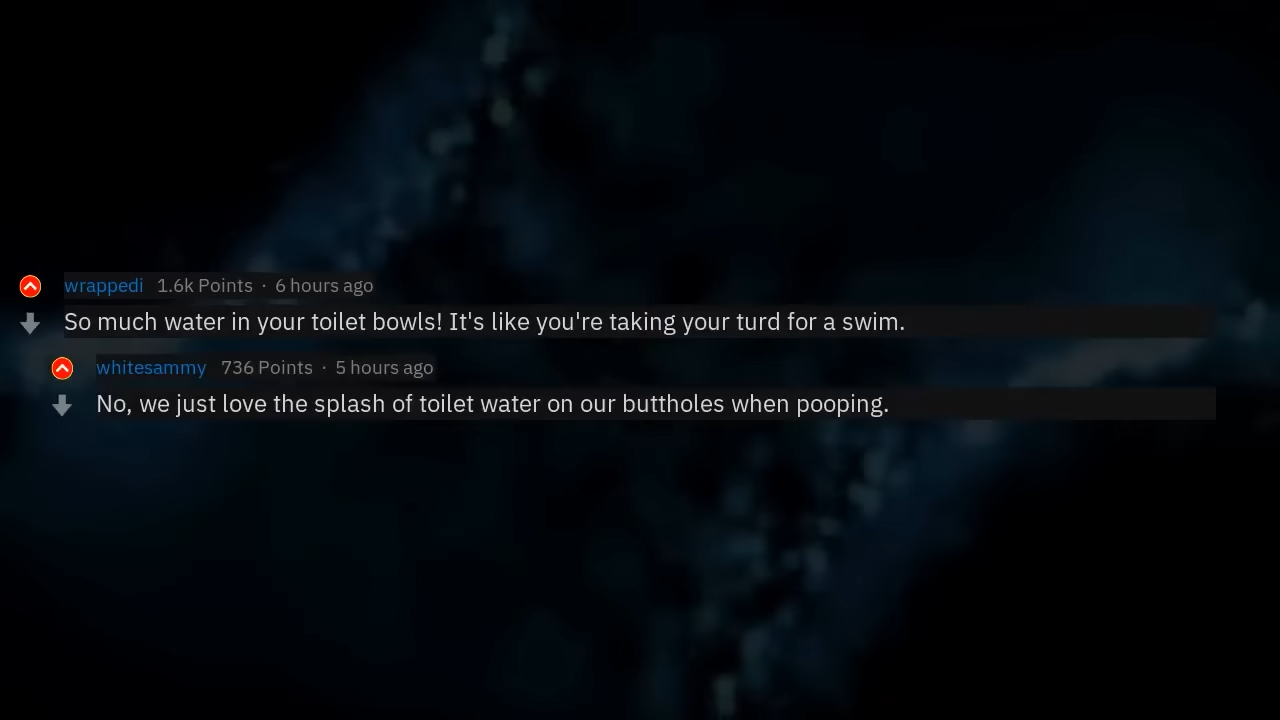 wrappedi 1.6k Points · 6 hours ago
So much water in your toilet bowls! It's like you're taking your turd for a swim.
whitesammy 736 Points · 5 hours ago
No, we just love the splash of toilet water on our buttholes when pooping.